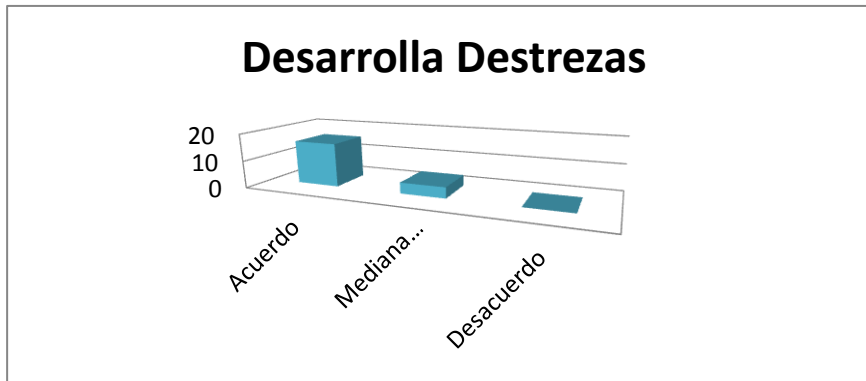 Desarrolla Destrezas
20
10
0
Acuerdo
Mediana...
Desacuerdo